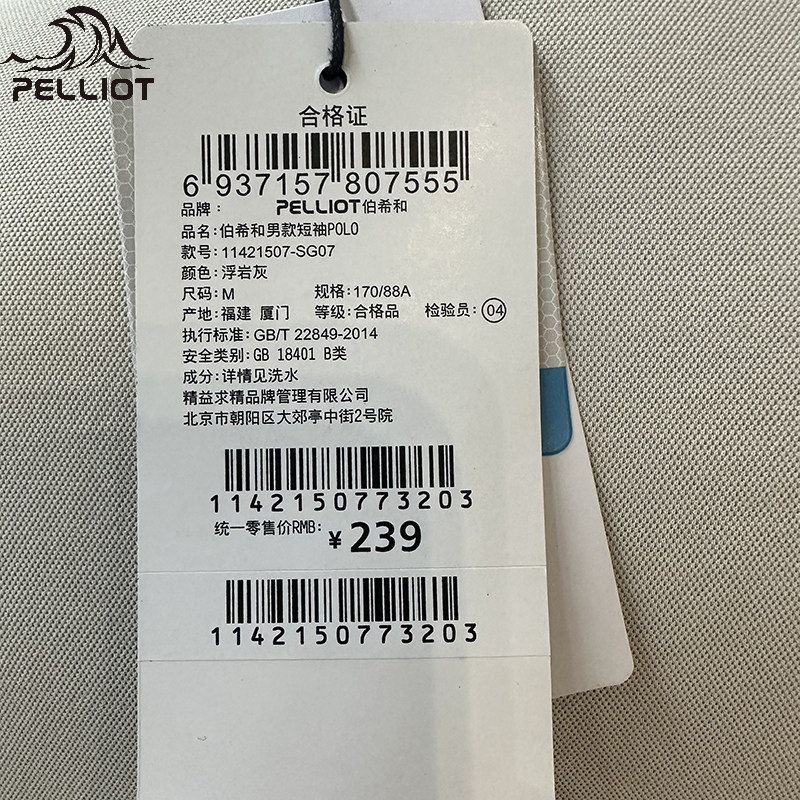 PELLIOT
合格证
6 937157 807555
品牌: PELLIOT伯希和
品名:伯希和男款短袖POLO
款号:11421507-SG07
颜色:浮岩灰
尺码:M 规格:170/88A
产地:福建 厦门 等级:合格品 检验员:04
执行标准:GB/T 22849-2014
安全类别:GB 18401 B类
成分:详情见洗水
精益求精品牌管理有限公司
北京市朝阳区大郊亭中街2号院
1142150773203
统一零售价RMB: ¥ 239
1142150773203